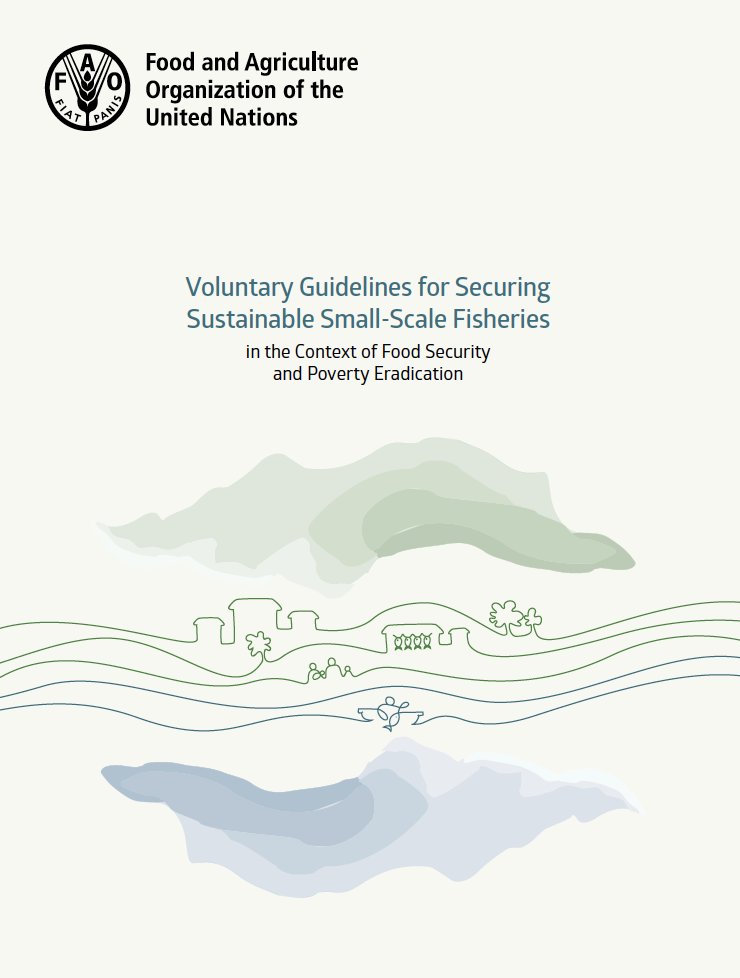 F A O
FIAT PANIS
Food and Agriculture
Organization of the
United Nations
Voluntary Guidelines for Securing
Sustainable Small-Scale Fisheries
in the Context of Food Security
and Poverty Eradication